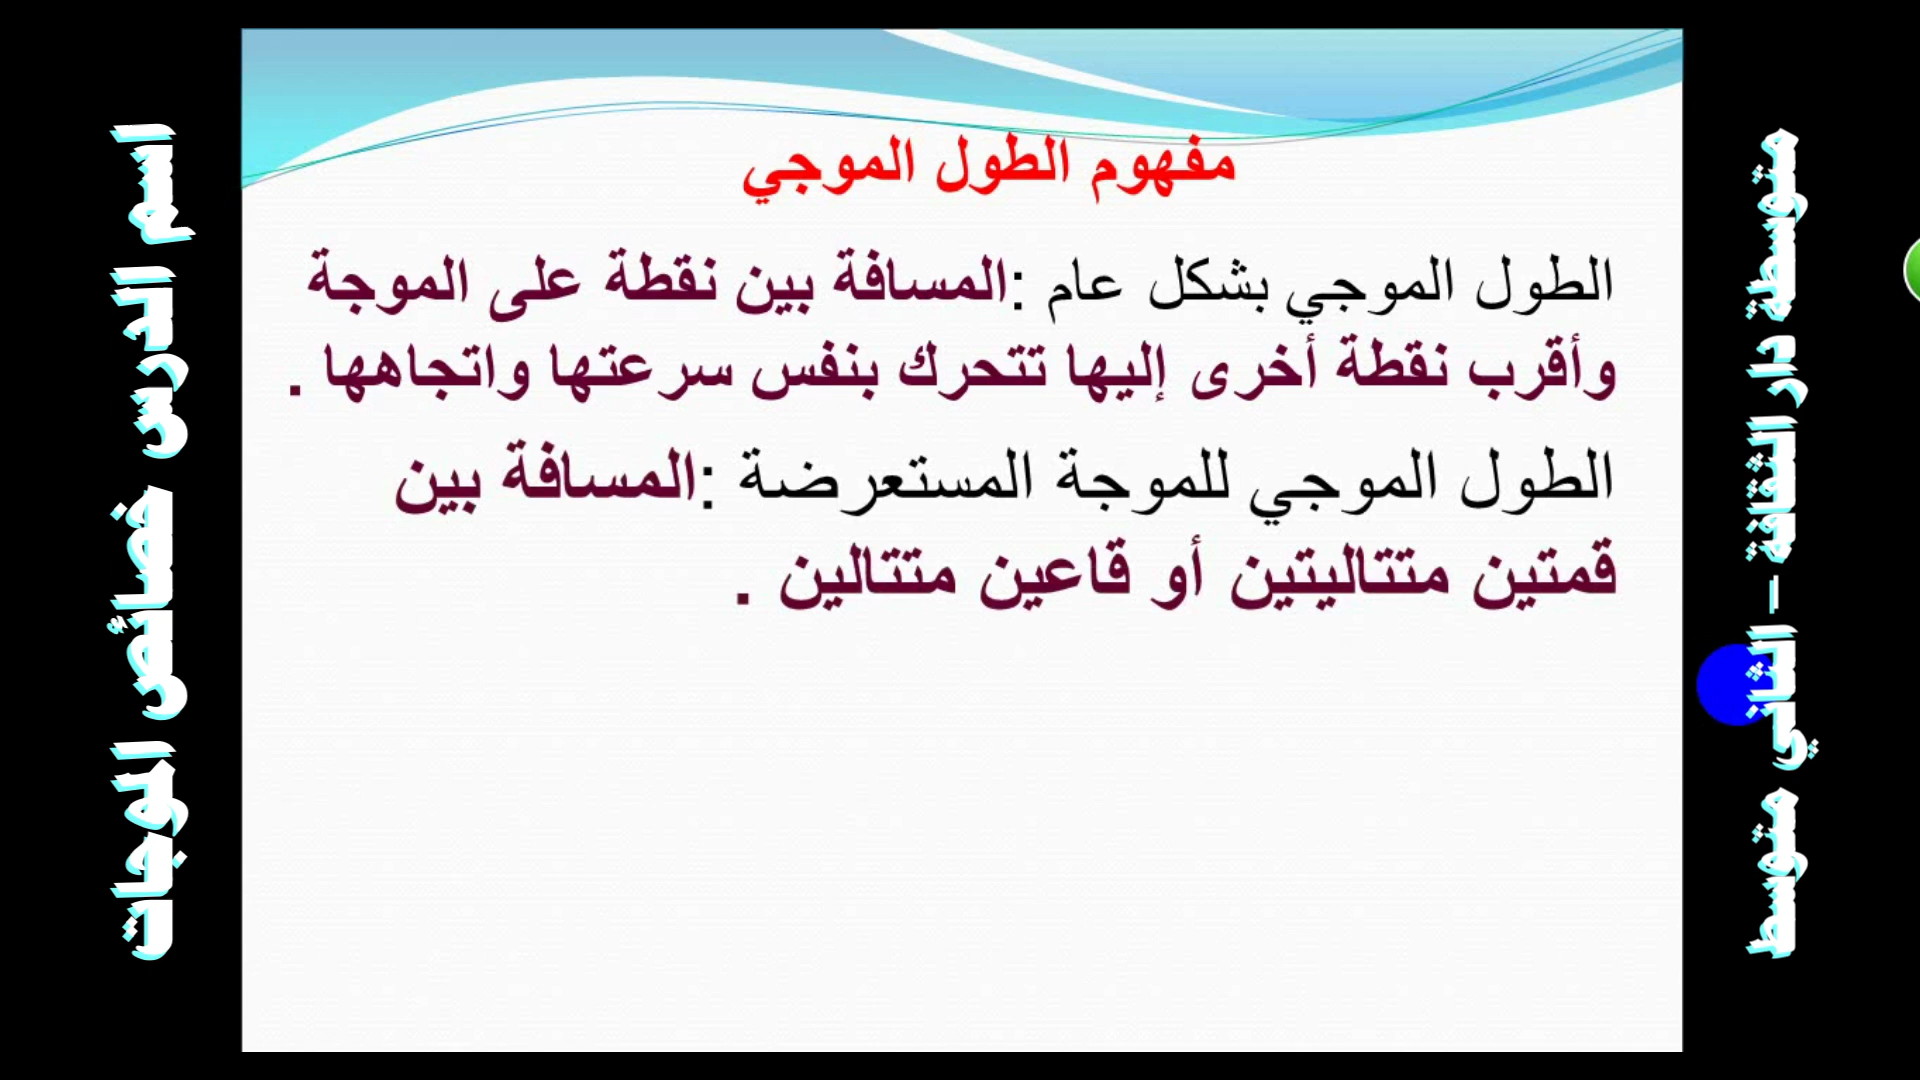 مفهوم الطول الموجي
الطول الموجي بشكل عام :المسافة بين نقطة على الموجة
وأقرب نقطة أخرى إليها تتحرك بنفس سرعتها واتجاهها .
الطول الموجي للموجة المستعرضة :المسافة بين
قمتين متتاليتين أو قاعين متتالين .
متوسطة دار الثقافة – الثاني متوسط
اسم الدرس خصائص الموجات